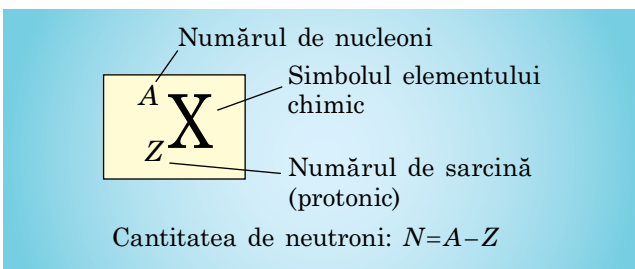 Numărul de nucleoni
Simbolul elementului
chimic
A
X
Z
Numărul de sarcină
(protonic)
Cantitatea de neutroni: N=A–Z